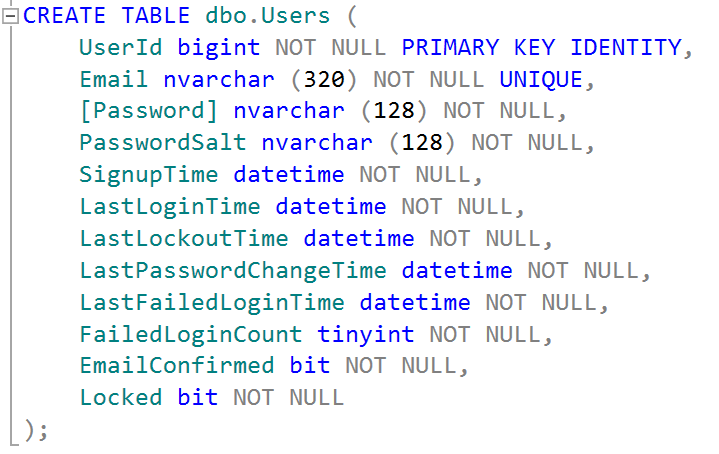 CREATE TABLE dbo.Users (
UserId bigint NOT NULL PRIMARY KEY IDENTITY,
Email nvarchar (320) NOT NULL UNIQUE,
[Password] nvarchar (128) NOT NULL,
PasswordSalt nvarchar (128) NOT NULL,
SignupTime datetime NOT NULL,
LastLoginTime datetime NOT NULL,
LastLockoutTime datetime NOT NULL,
LastPasswordChangeTime datetime NOT NULL,
LastFailedLoginTime datetime NOT NULL,
FailedLoginCount tinyint NOT NULL,
EmailConfirmed bit NOT NULL,
Locked bit NOT NULL
);